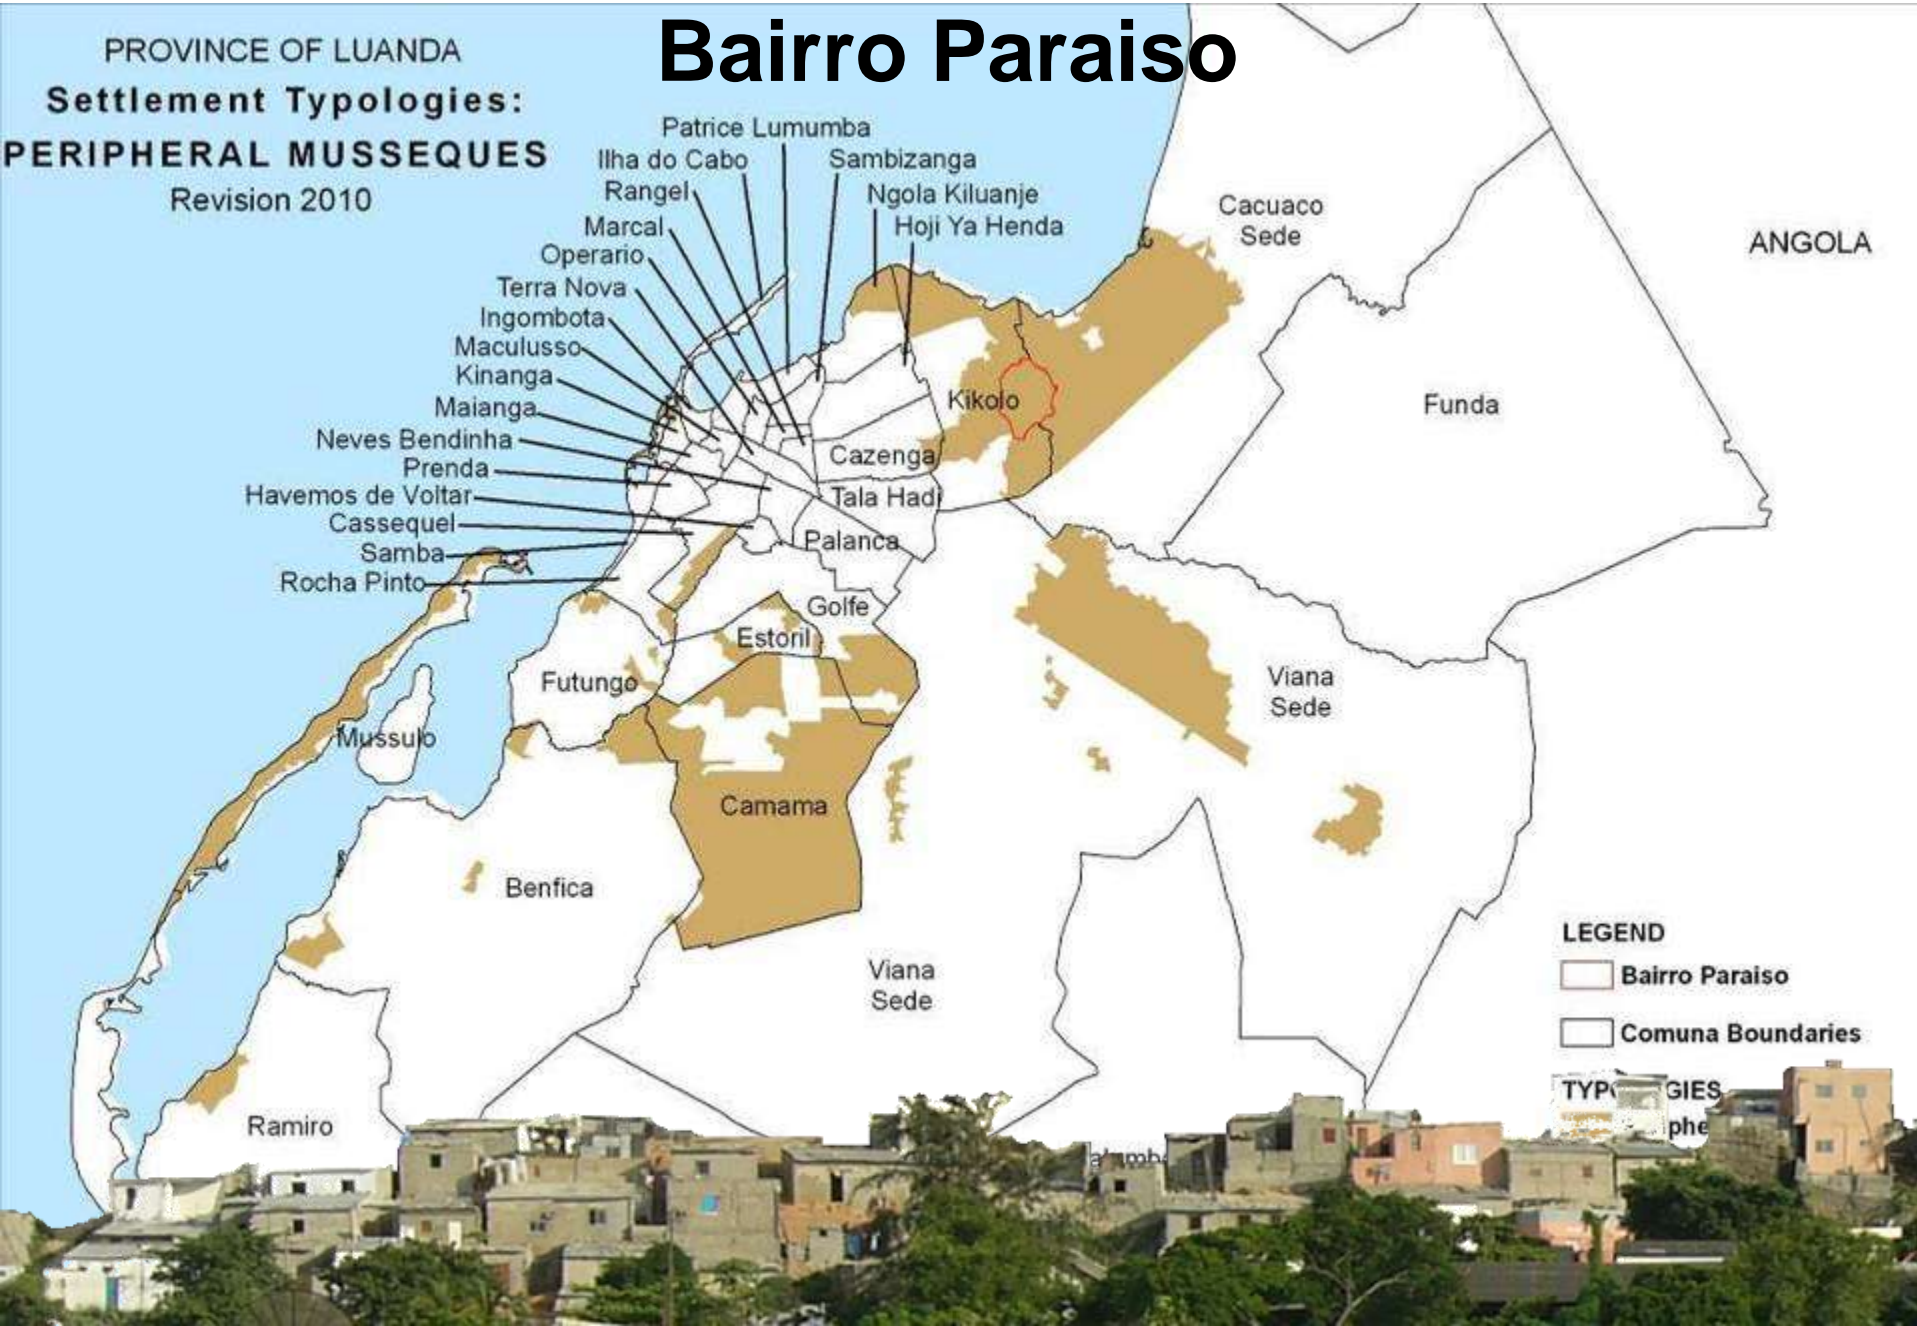 Bairro Paraiso
PROVINCE OF LUANDA
Settlement Typologies:
PERIPHERAL MUSSEQUES
Revision 2010
Patrice Lumumba
Ilha do Cabo
Sambizanga
Rangel
Ngola Kiluanje
Marcal
Hoji Ya Henda
Operario
Terra Nova
Ingombota
Maculusso
Kinanga
Maianga
Neves Bendinha
Prenda
Havemos de Voltar
Cassequel
Samba
Rocha Pinto
Cacuaco
Sede
ANGOLA
Funda
Kikolo
Cazenga
Tala Hadi
Palanca
Golfe
Estoril
Futungo
Viana
Sede
Mussulo
Camama
Benfica
Viana
Sede
Ramiro
LEGEND
Bairro Paraiso
Comuna Boundaries